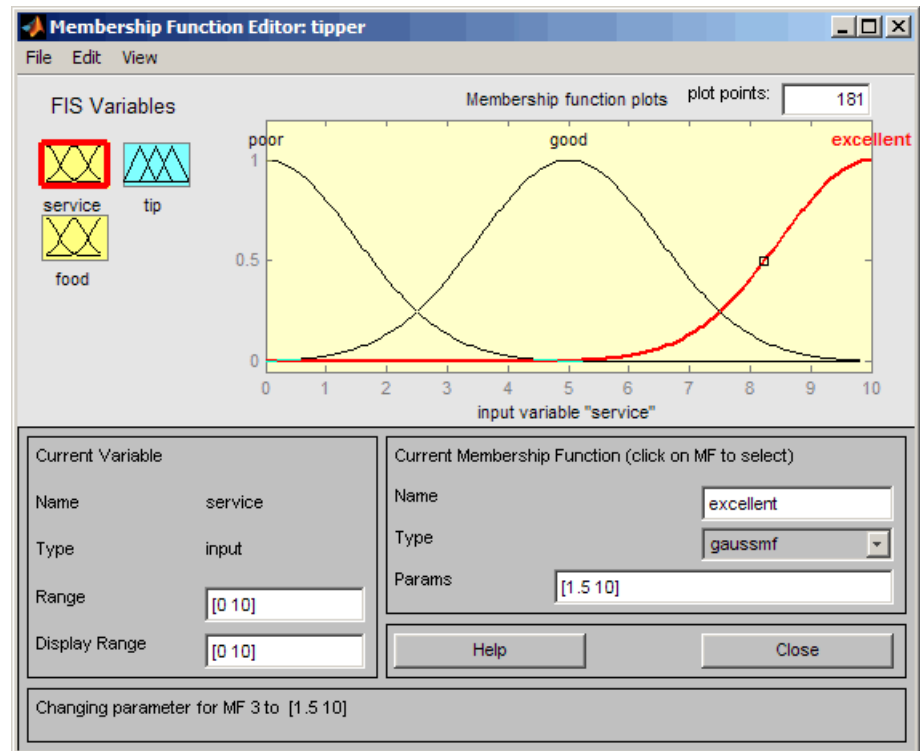 Membership Function Editor: tipper
File Edit View
FIS Variables
Membership function plots plot points: 181
service
tip
food
poor good excellent
1
0.5
0
0 1 2 3 4 5 6 7 8 9 10
input variable "service"
Current Variable
Name service
Type input
Range [0 10]
Display Range [0 10]
Current Membership Function (click on MF to select)
Name excellent
Type gaussmf
Params [1.5 10]
Help Close
Changing parameter for MF 3 to [1.5 10]